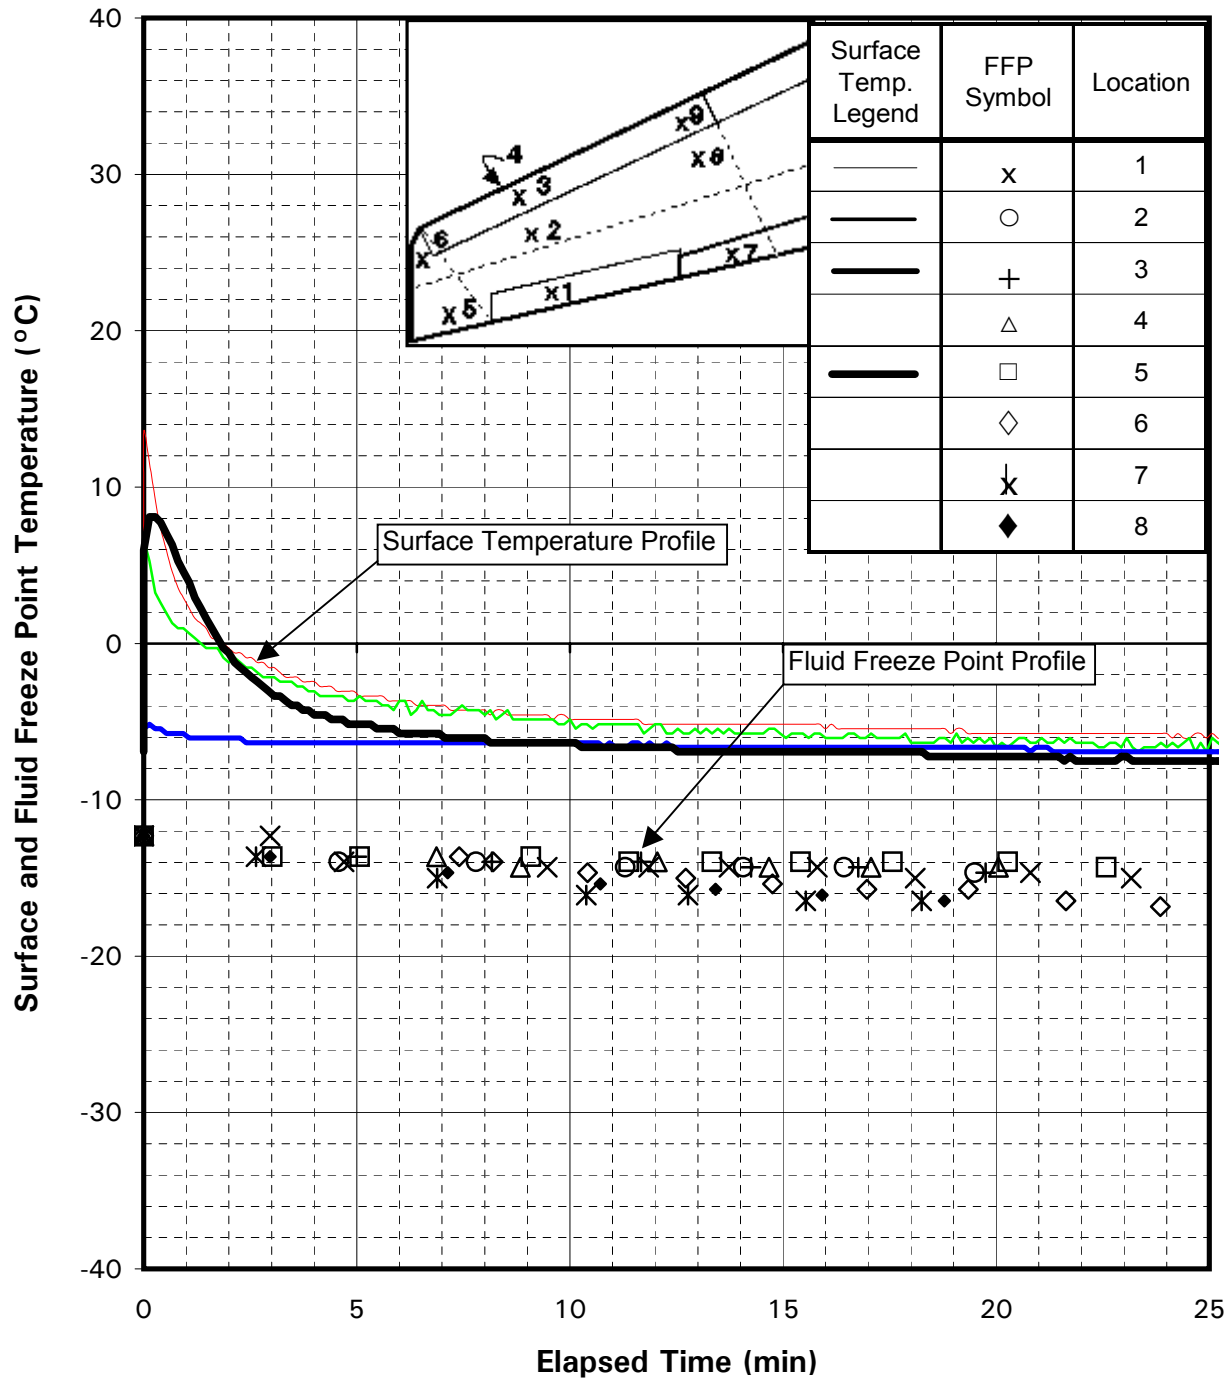 40
30
20
10
0
-10
-20
-30
-40
Surface and Fluid Freeze Point Temperature (°C)
4
x 9
x 8
x 3
6
x
x 2
x 7
x 1
x 5
Surface Temp. Legend
FFP Symbol
Location
x
1
2
3
4
5
6
7
8
Surface Temperature Profile
Fluid Freeze Point Profile
0
5
10
15
20
25
Elapsed Time (min)